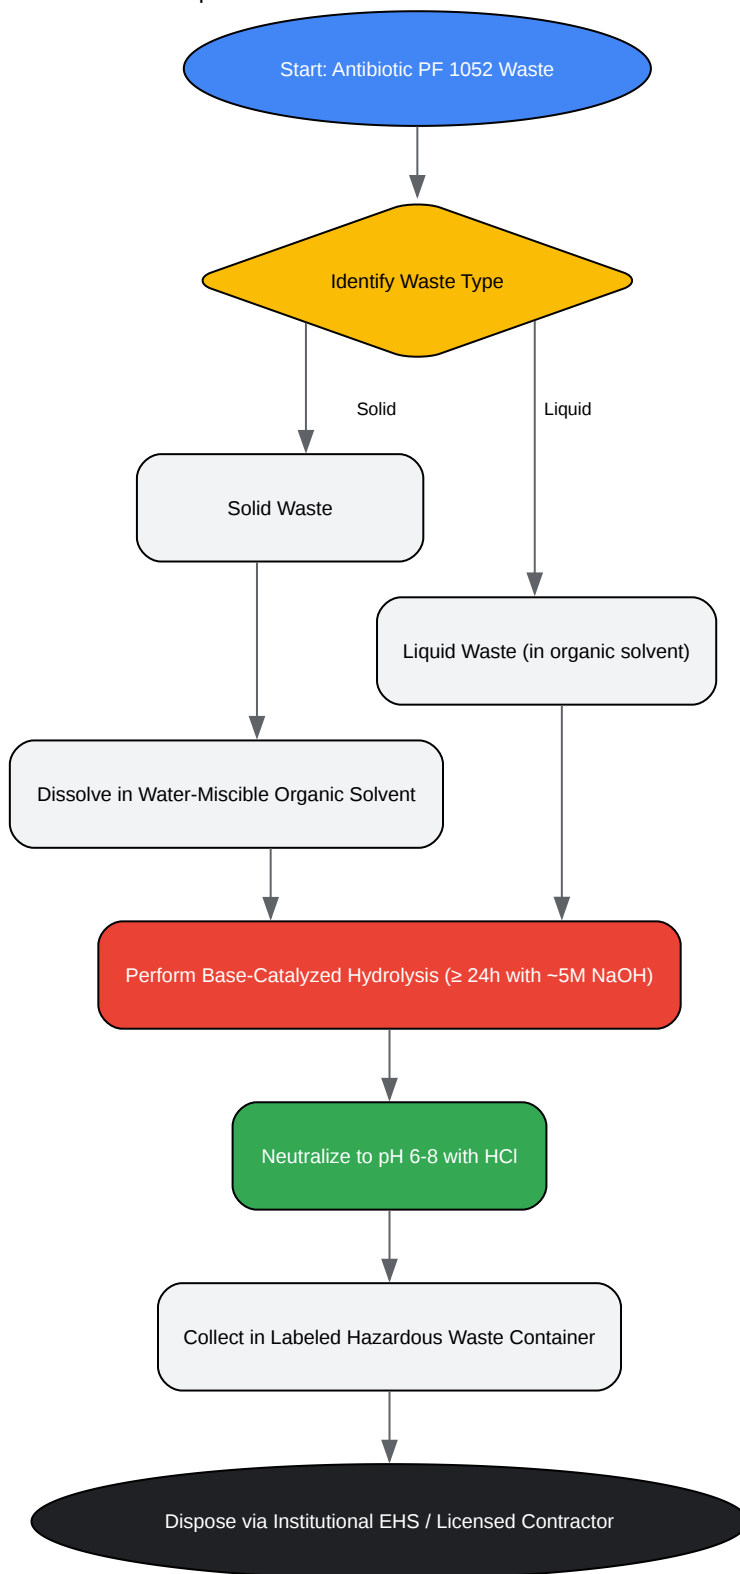 Start: Antibiotic PF 1052 Waste
Identify Waste Type
Solid
Liquid
Solid Waste
Liquid Waste (in organic solvent)
Dissolve in Water-Miscible Organic Solvent
Perform Base-Catalyzed Hydrolysis (≥ 24h with ~5M NaOH)
Neutralize to pH 6-8 with HCl
Collect in Labeled Hazardous Waste Container
Dispose via Institutional EHS / Licensed Contractor